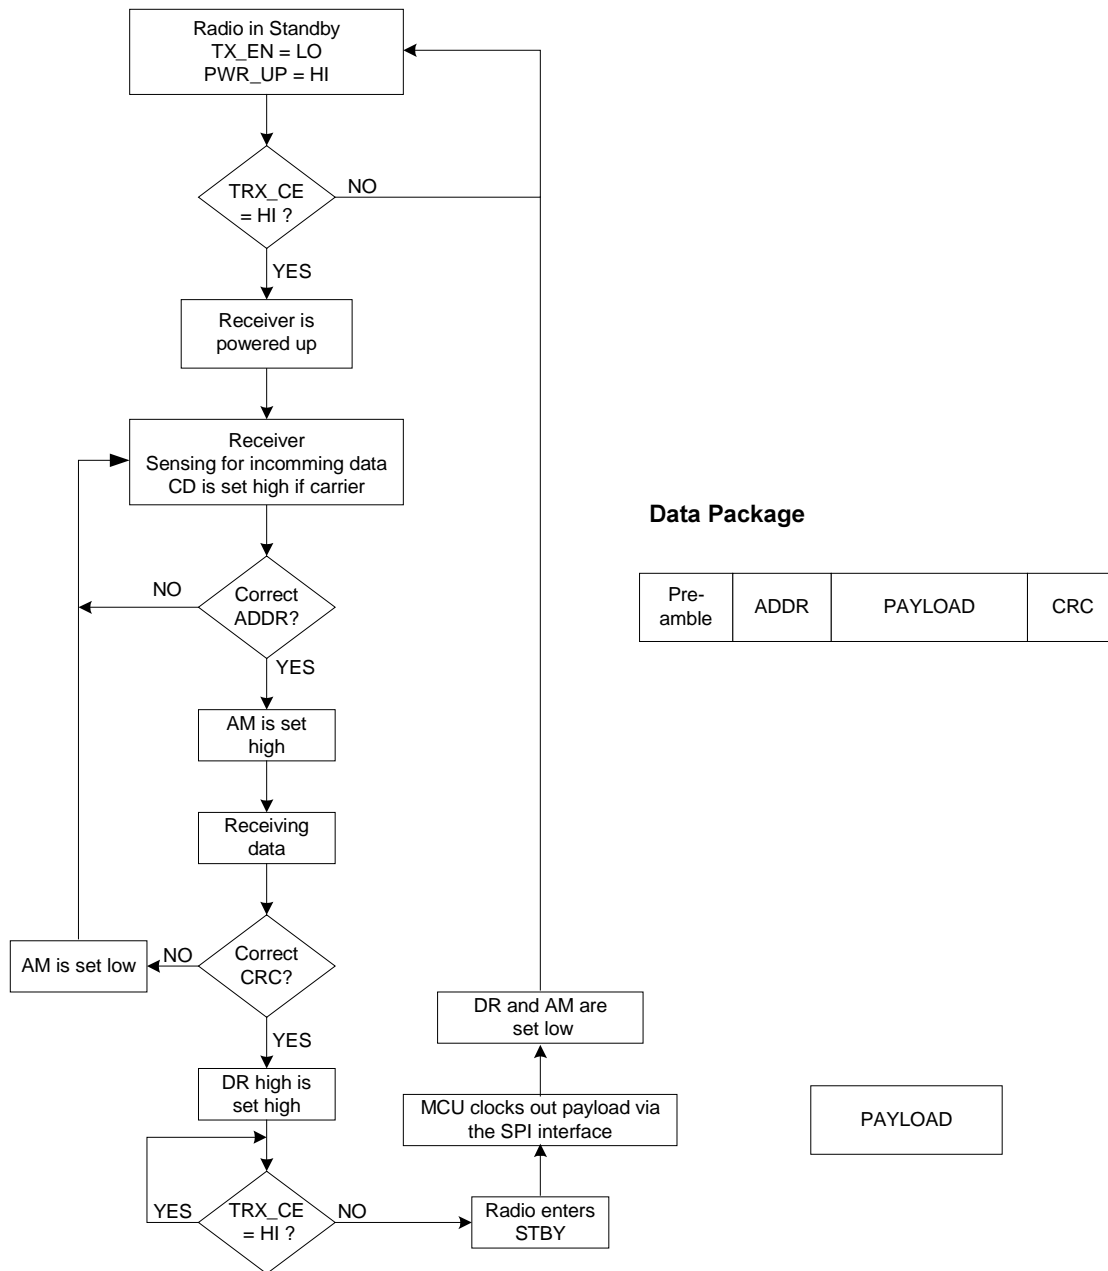 Radio in Standby
TX_EN = LO
PWR_UP = HI
TRX_CE
= HI ?
NO
YES
Receiver is
powered up
Receiver
Sensing for incomming data
CD is set high if carrier
Data Package
Pre-
amble
ADDR
PAYLOAD
CRC
NO
Correct
ADDR?
YES
AM is set
high
Receiving
data
AM is set low
NO
Correct
CRC?
YES
DR and AM are
set low
DR high is
set high
MCU clocks out payload via
the SPI interface
PAYLOAD
YES
TRX_CE
= HI ?
NO
Radio enters
STBY